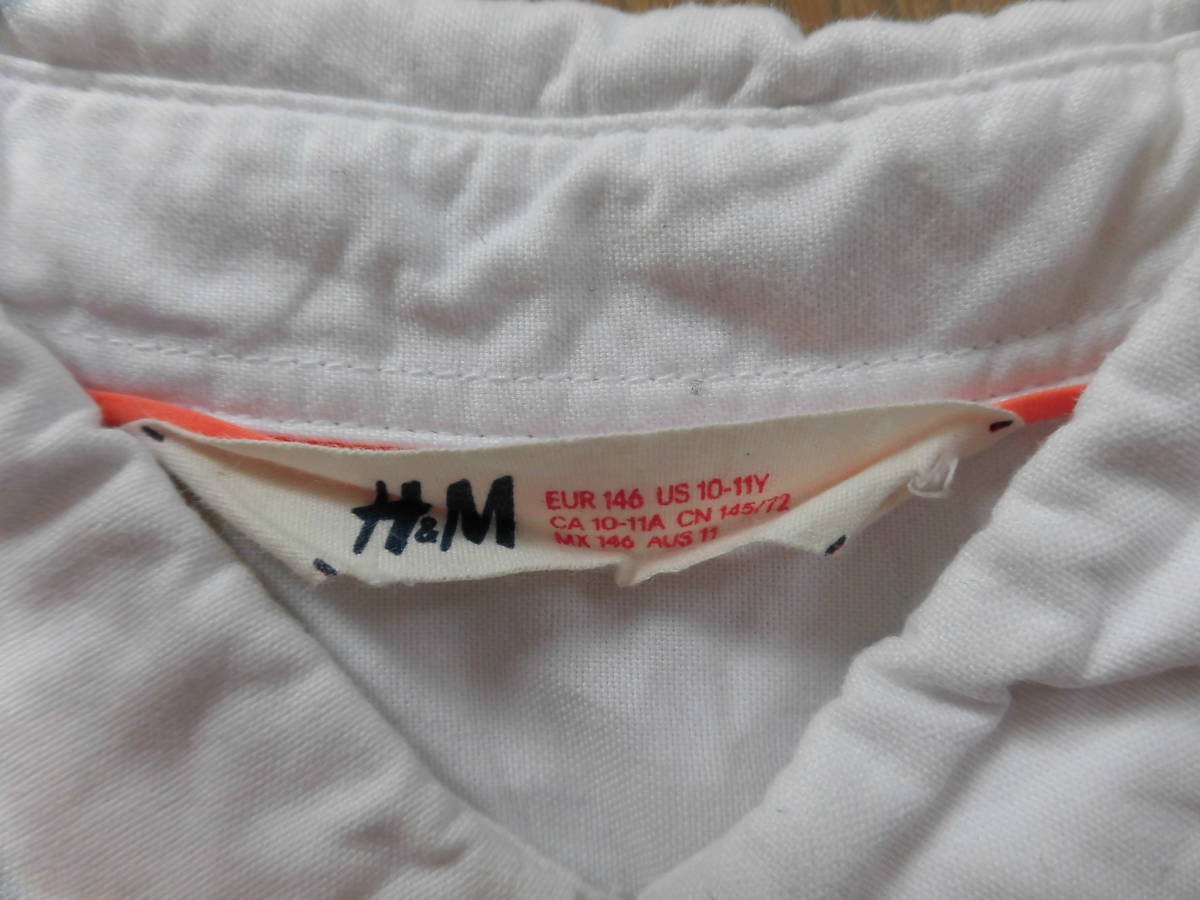 H&M
EUR 146 US 10-11Y
CA 10-11A CN 145/72
MX 146 AUS 11